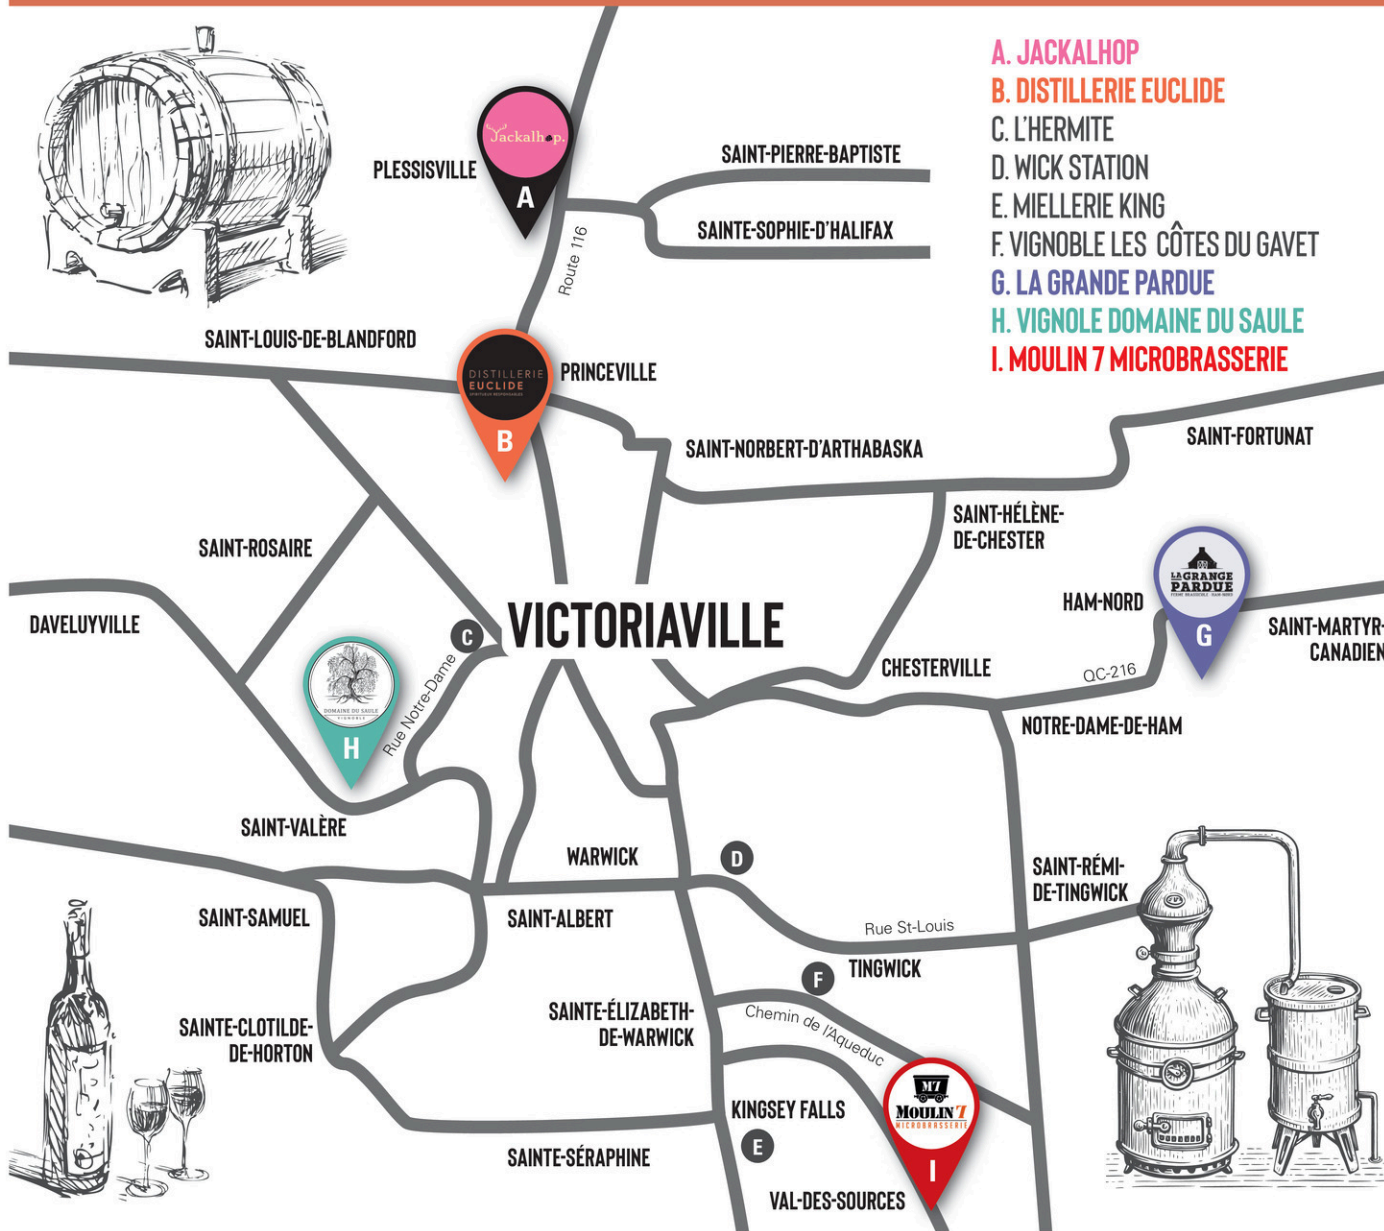 A. JACKALHOP
B. DISTILLERIE EUCLIDE
C. L'HERMITE
D. WICK STATION
E. MIELLERIE KING
F. VIGNOBLE LES CÔTES DU GAVET
G. LA GRANDE PARDUE
H. VIGNOLE DOMAINE DU SAULE
I. MOULIN 7 MICROBRASSERIE
Jackalhop.
A
PLESSISVILLE
SAINT-PIERRE-BAPTISTE
SAINTE-SOPHIE-D'HALIFAX
Route 116
SAINT-LOUIS-DE-BLANDFORD
DISTILLERIE
EUCLIDE
B
PRINCEVILLE
SAINT-NORBERT-D'ARTHABASKA
SAINT-FORTUNAT
SAINT-HÉLÈNE-
DE-CHESTER
SAINT-ROSAIRE
LA GRANGE
PARDUE
FERME BRASSICOLE HAM-NORD
G
HAM-NORD
SAINT-MARTYR-
CANADIEN
DAVELUYVILLE
C
VICTORIAVILLE
CHESTERVILLE
QC-216
NOTRE-DAME-DE-HAM
Rue Notre-Dame
DOMAINE DU SAULE
VIGNOBLE
H
SAINT-VALÈRE
WARWICK
D
SAINT-RÉMI-
DE-TINGWICK
SAINT-SAMUEL
SAINT-ALBERT
Rue St-Louis
TINGWICK
F
SAINTE-ÉLIZABETH-
DE-WARWICK
Chemin de l'Aqueduc
SAINTE-CLOTILDE-
DE-HORTON
M7
MOULIN 7
MICROBRASSERIE
I
KINGSEY FALLS
E
SAINTE-SÉRAPHINE
VAL-DES-SOURCES